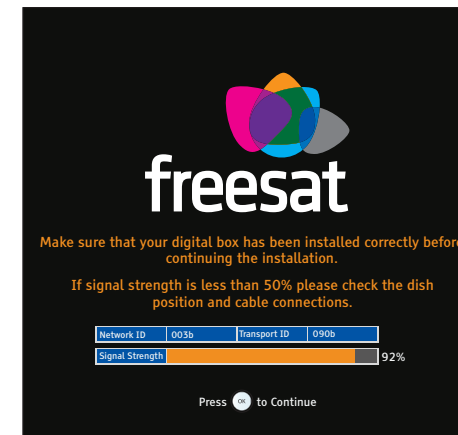 freesat
Make sure that your digital box has been installed correctly before
continuing the installation.
If signal strength is less than 50% please check the dish
position and cable connections.
Network ID 003b Transport ID 090b
Signal Strength 92%
Press OK to Continue